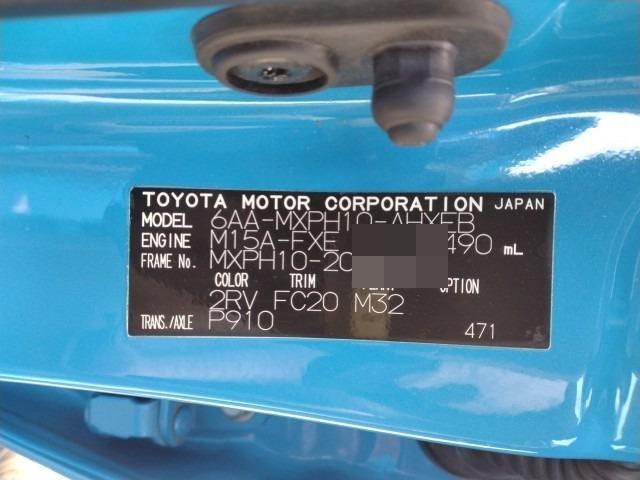 TOYOTA MOTOR CORPORATION JAPAN
MODEL 6AA-MXPH10-AHXEB
ENGINE M15A-FXE 490 mL
FRAME No. MXPH10-20
COLOR TRIM OPTION
2RV FC20 M32
TRANS./AXLE P910 471